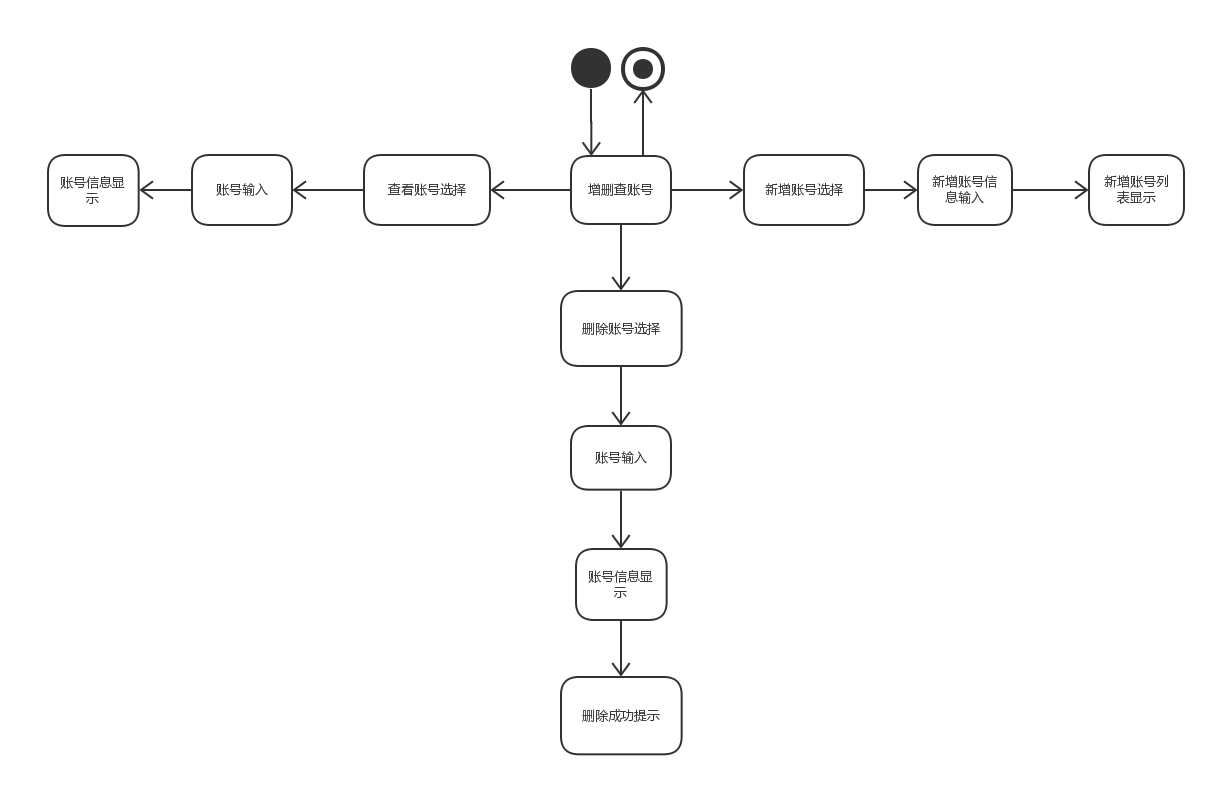 账号信息显
示
账号输入
查看账号选择
增删查账号
新增账号选择
新增账号信
息输入
新增账号列
表显示
删除账号选择
账号输入
账号信息显
示
删除成功提示